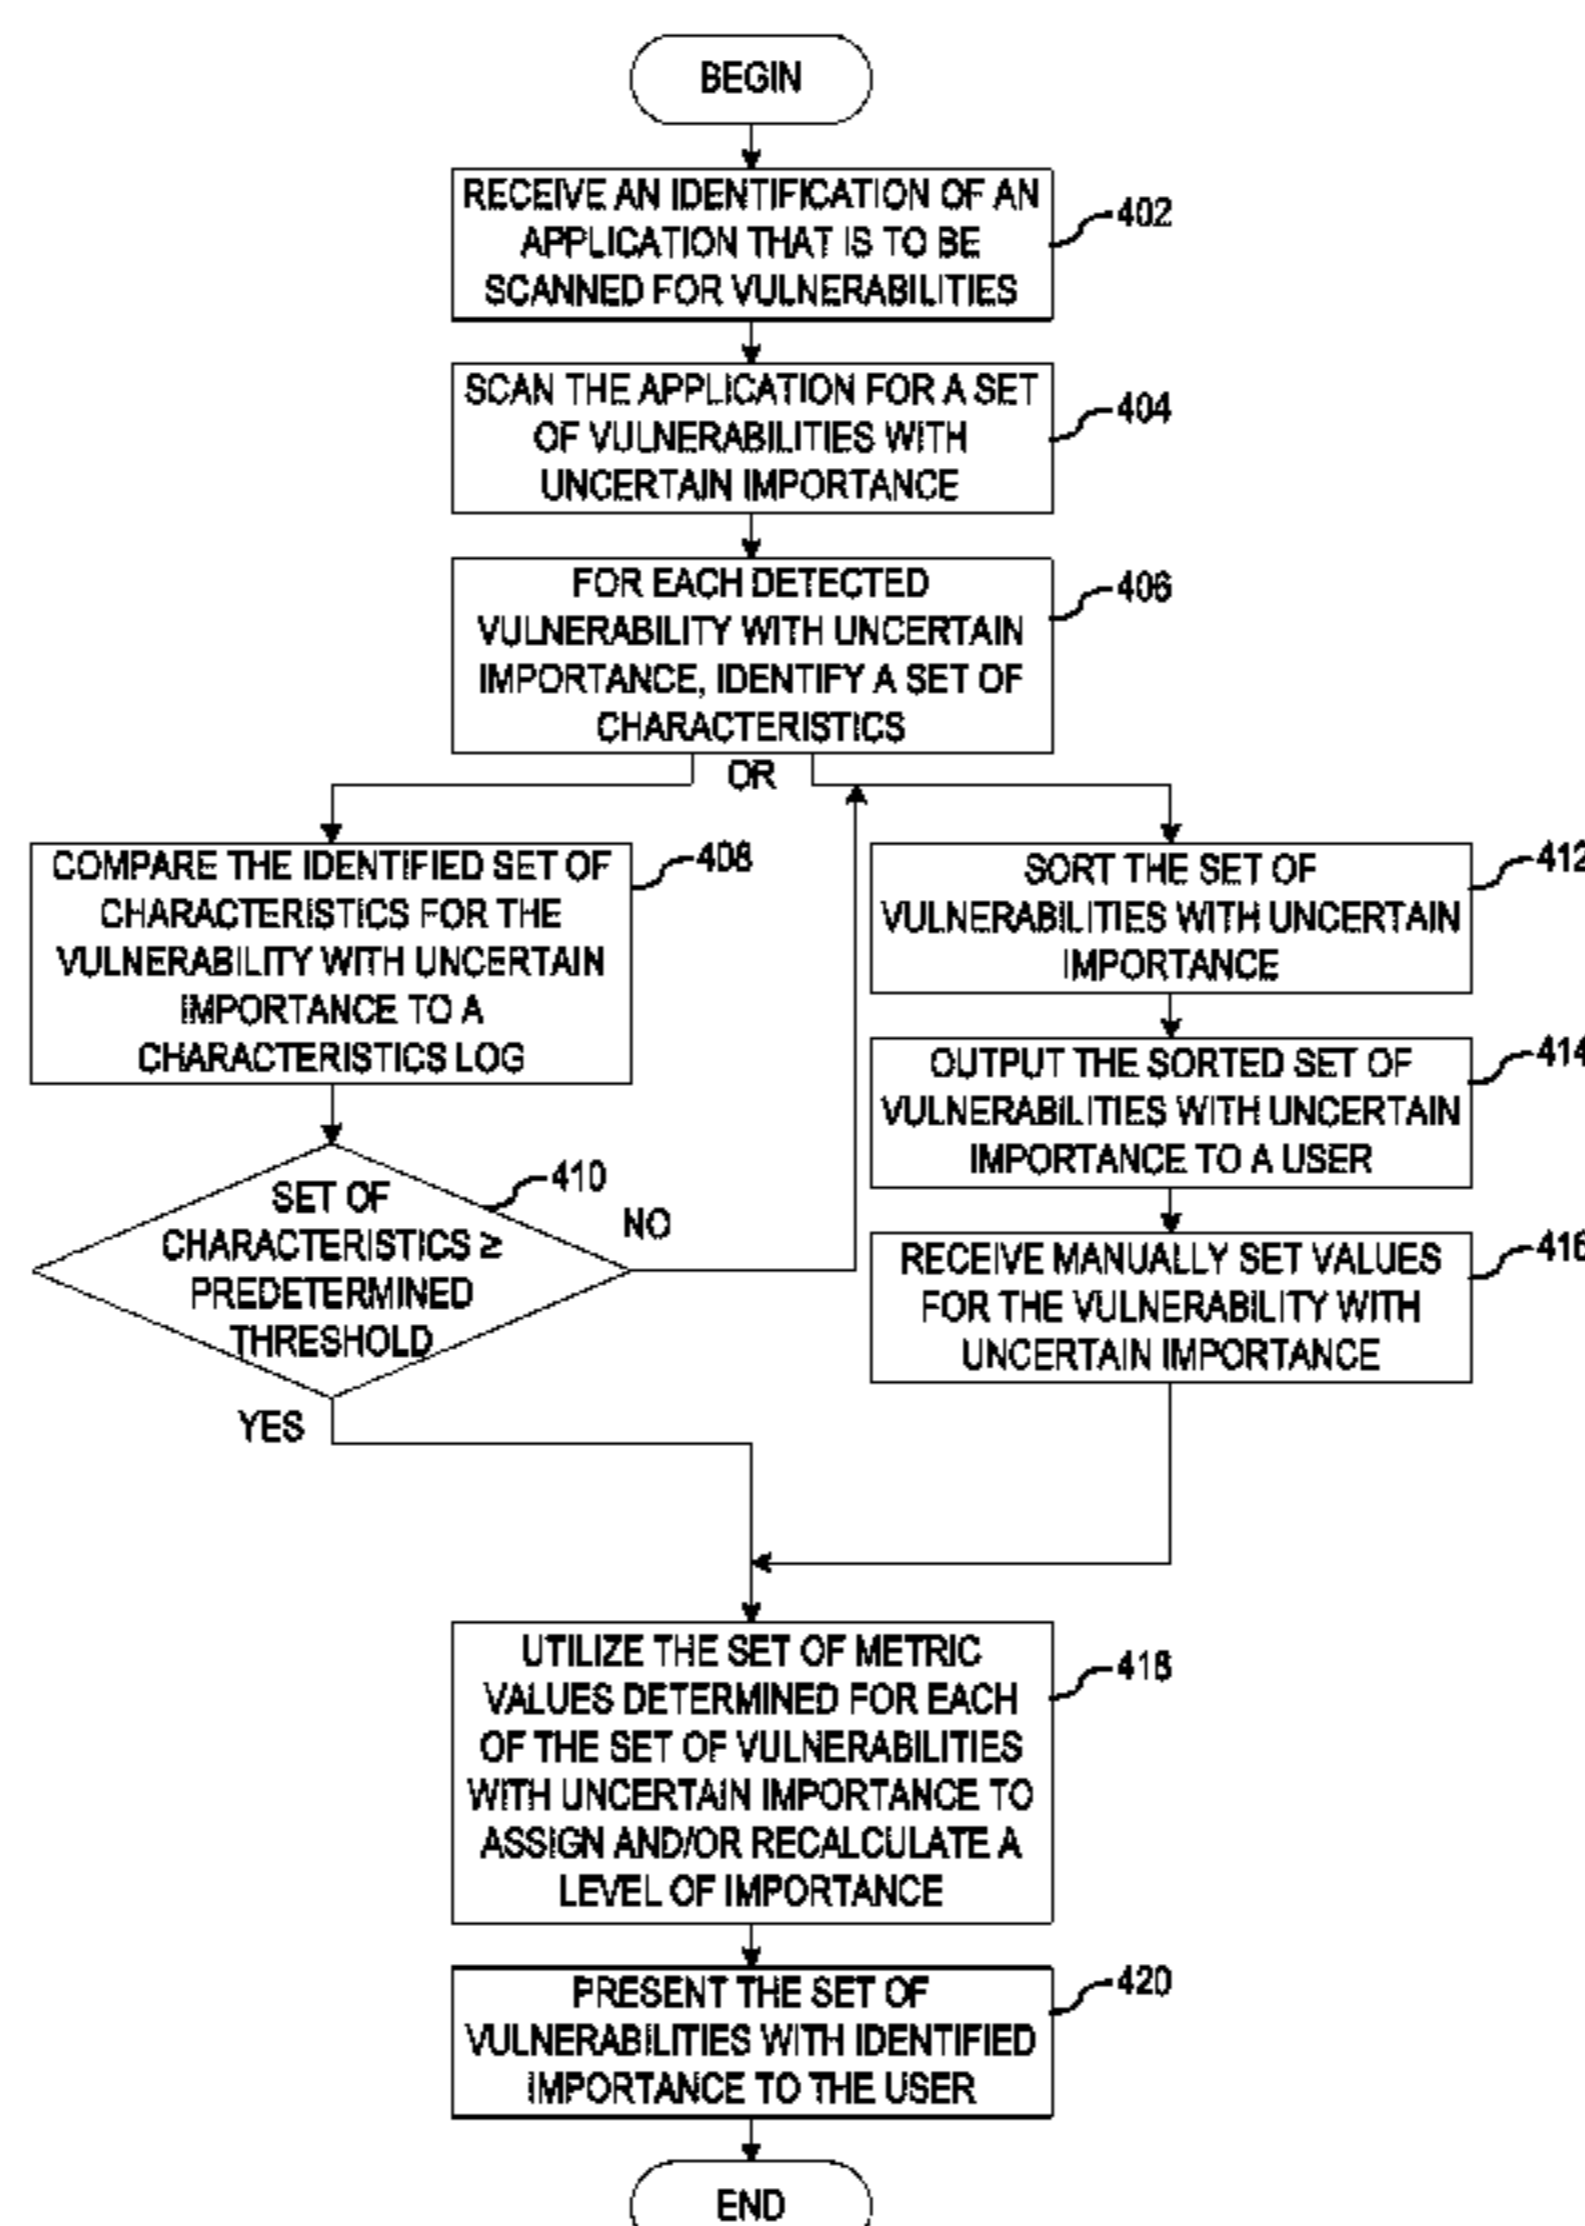 BEGIN
RECEIVE AN IDENTIFICATION OF AN
APPLICATION THAT IS TO BE
SCANNED FOR VULNERABILITIES
402
SCAN THE APPLICATION FOR A SET
OF VULNERABILITIES WITH
UNCERTAIN IMPORTANCE
404
FOR EACH DETECTED
VULNERABILITY WITH UNCERTAIN
IMPORTANCE, IDENTIFY A SET OF
CHARACTERISTICS
406
OR
COMPARE THE IDENTIFIED SET OF
CHARACTERISTICS FOR THE
VULNERABILITY WITH UNCERTAIN
IMPORTANCE TO A
CHARACTERISTICS LOG
408
SET OF
CHARACTERISTICS ≥
PREDETERMINED
THRESHOLD
410
NO
YES
SORT THE SET OF
VULNERABILITIES WITH UNCERTAIN
IMPORTANCE
412
OUTPUT THE SORTED SET OF
VULNERABILITIES WITH UNCERTAIN
IMPORTANCE TO A USER
414
RECEIVE MANUALLY SET VALUES
FOR THE VULNERABILITY WITH
UNCERTAIN IMPORTANCE
416
UTILIZE THE SET OF METRIC
VALUES DETERMINED FOR EACH
OF THE SET OF VULNERABILITIES
WITH UNCERTAIN IMPORTANCE TO
ASSIGN AND/OR RECALCULATE A
LEVEL OF IMPORTANCE
418
PRESENT THE SET OF
VULNERABILITIES WITH IDENTIFIED
IMPORTANCE TO THE USER
420
END